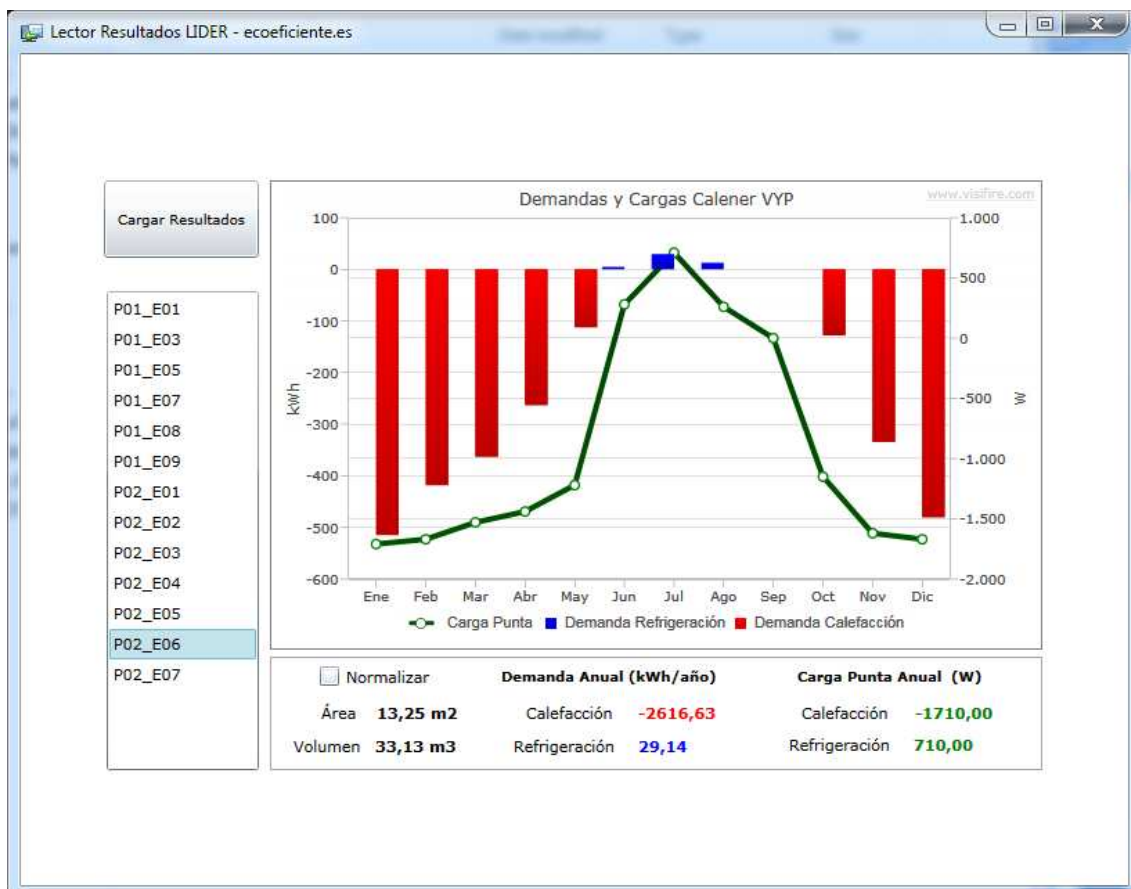 Lector Resultados LIDER - ecoeficiente.es
Cargar Resultados
P01_E01
P01_E03
P01_E05
P01_E07
P01_E08
P01_E09
P02_E01
P02_E02
P02_E03
P02_E04
P02_E05
P02_E06
P02_E07
Demandas y Cargas Calener VYP
www.visifire.com
100
0
-100
-200
-300
-400
-500
-600
kWh
1.000
500
0
-500
-1.000
-1.500
-2.000
W
Ene Feb Mar Abr May Jun Jul Ago Sep Oct Nov Dic
Carga Punta Demanda Refrigeración Demanda Calefacción
Normalizar Demanda Anual (kWh/año) Carga Punta Anual (W)
Área 13,25 m2 Calefacción -2616,63 Calefacción -1710,00
Volumen 33,13 m3 Refrigeración 29,14 Refrigeración 710,00